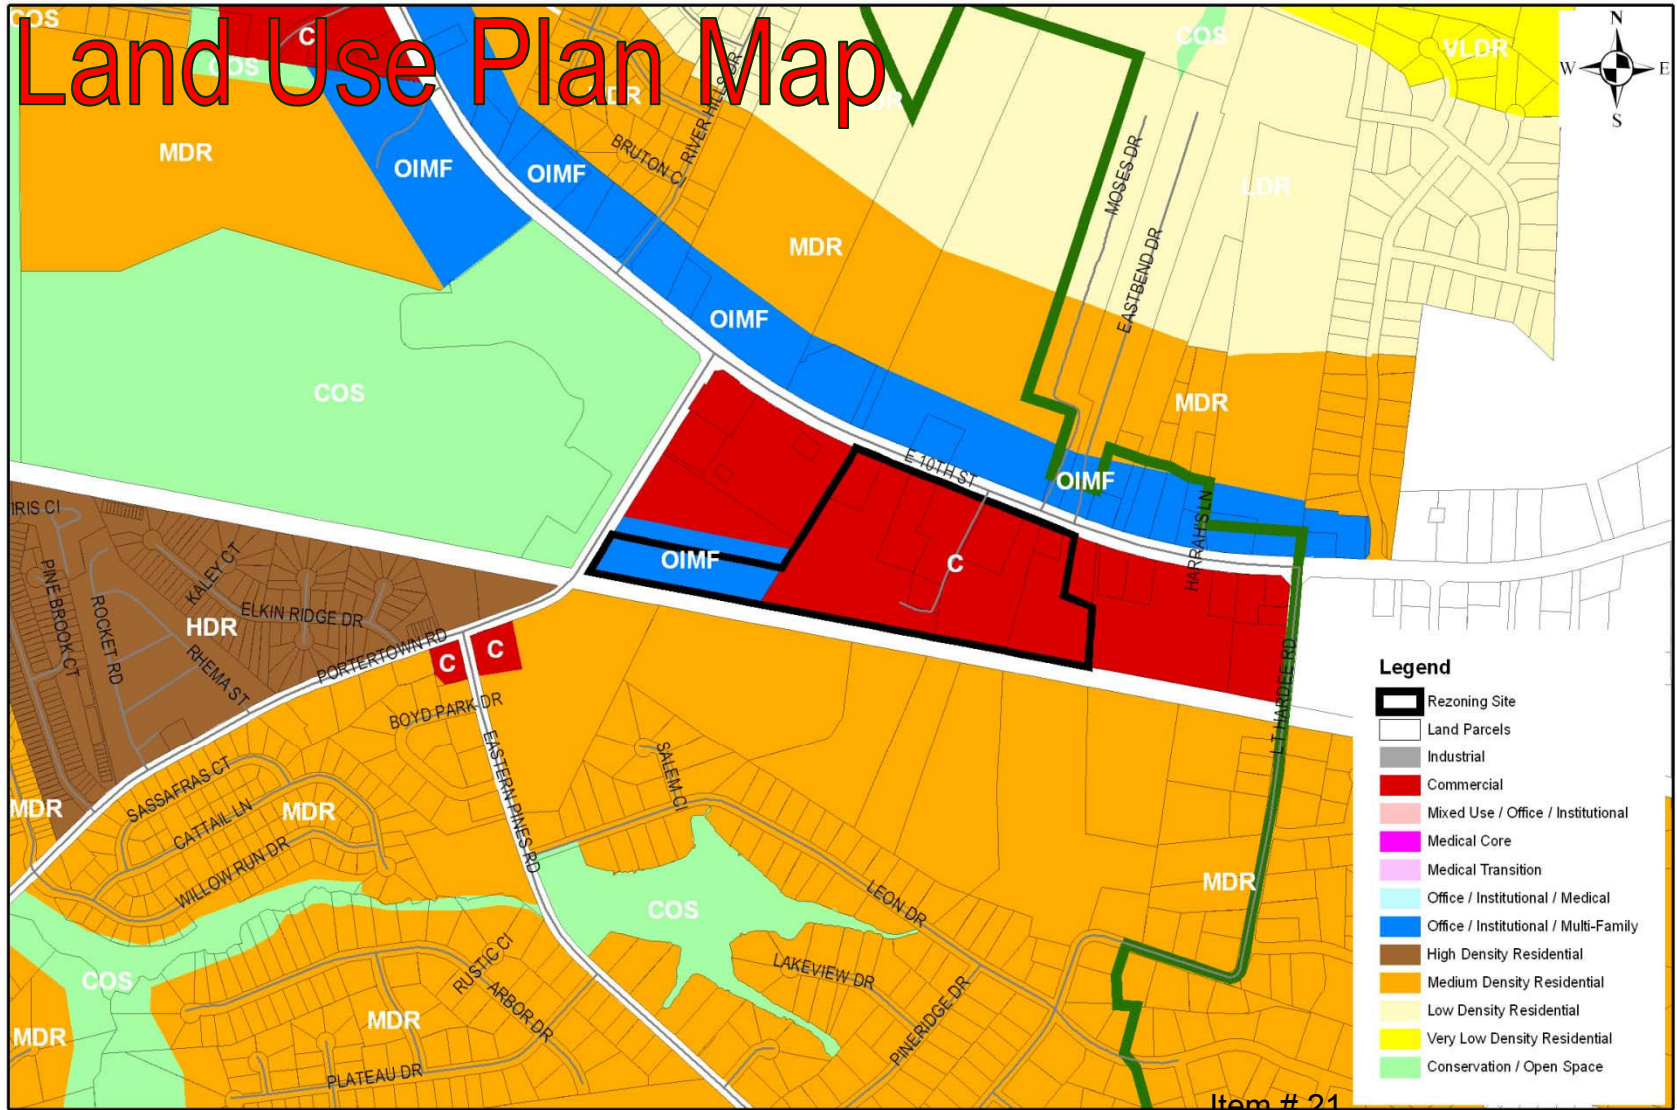 Land Use Plan Map
COS
C
COS
COS
VLDR
N
W E
S
MDR
OIMF
OIMF
BRUTON CI
RIVER HILLS DR
MOSES DR
EASTBEND DR
LDR
MDR
OIMF
COS
MDR
E 10TH ST
OIMF
HARRAH'S LN
OIMF
C
IRIS CI
PINE BROOK CT
ROCKET RD
KALEY CT
ELKIN RIDGE DR
HDR
RHEMA ST
PORTERTOWN RD
C
C
BOYD PARK DR
EASTERN PINES RD
SALEM CI
L T HARDEE RD
MDR
SASSAFRAS CT
CATTAIL LN
MDR
WILLOW RUN DR
COS
LEON DR
MDR
COS
RUSTIC CI
ARBOR DR
LAKEVIEW DR
PINERIDGE DR
MDR
MDR
PLATEAU DR
Legend
Rezoning Site
Land Parcels
Industrial
Commercial
Mixed Use / Office / Institutional
Medical Core
Medical Transition
Office / Institutional / Medical
Office / Institutional / Multi-Family
High Density Residential
Medium Density Residential
Low Density Residential
Very Low Density Residential
Conservation / Open Space
Item # 21